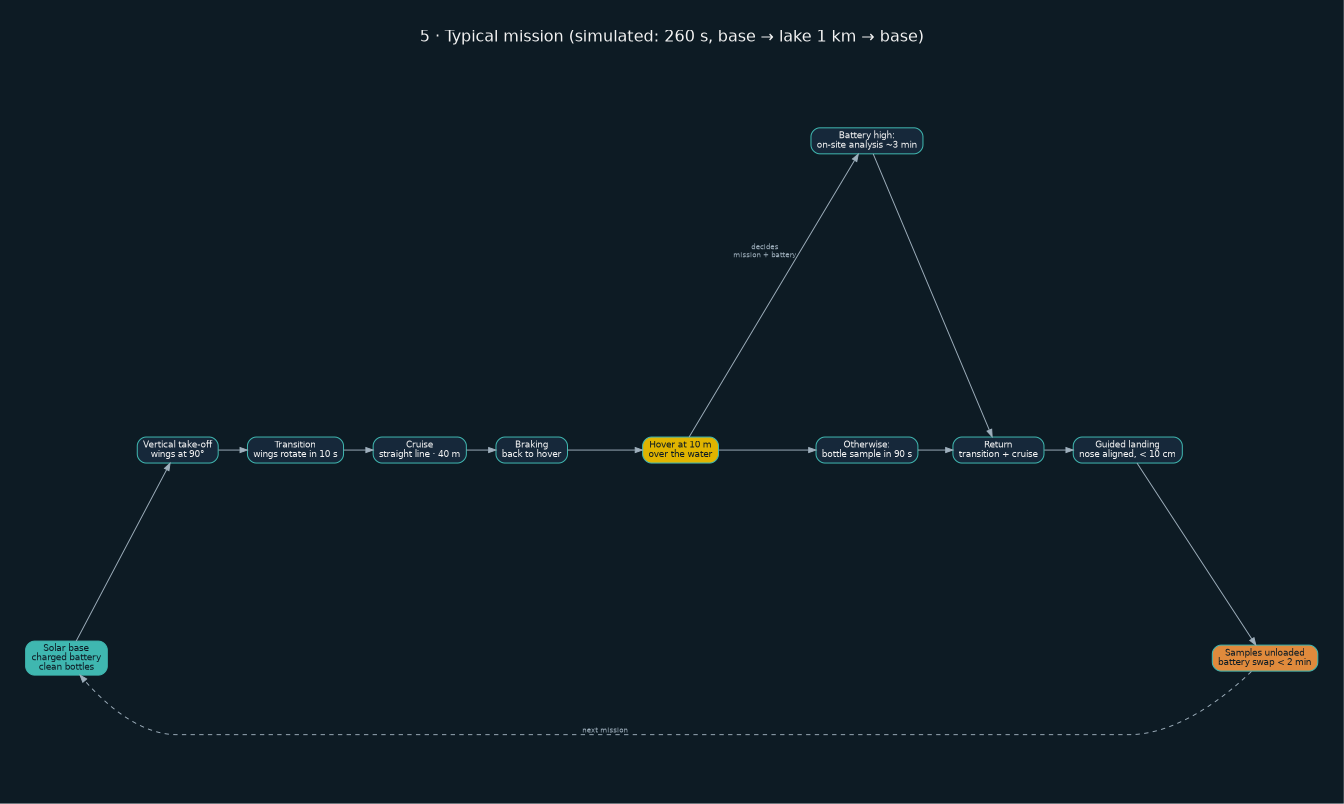 5 · Typical mission (simulated: 260 s, base → lake 1 km → base)
Battery high:
on-site analysis ~3 min
decides
mission + battery
Vertical take-off
wings at 90°
Transition
wings rotate in 10 s
Cruise
straight line · 40 m
Braking
back to hover
Hover at 10 m
over the water
Otherwise:
bottle sample in 90 s
Return
transition + cruise
Guided landing
nose aligned, < 10 cm
Solar base
charged battery
clean bottles
Samples unloaded
battery swap < 2 min
next mission